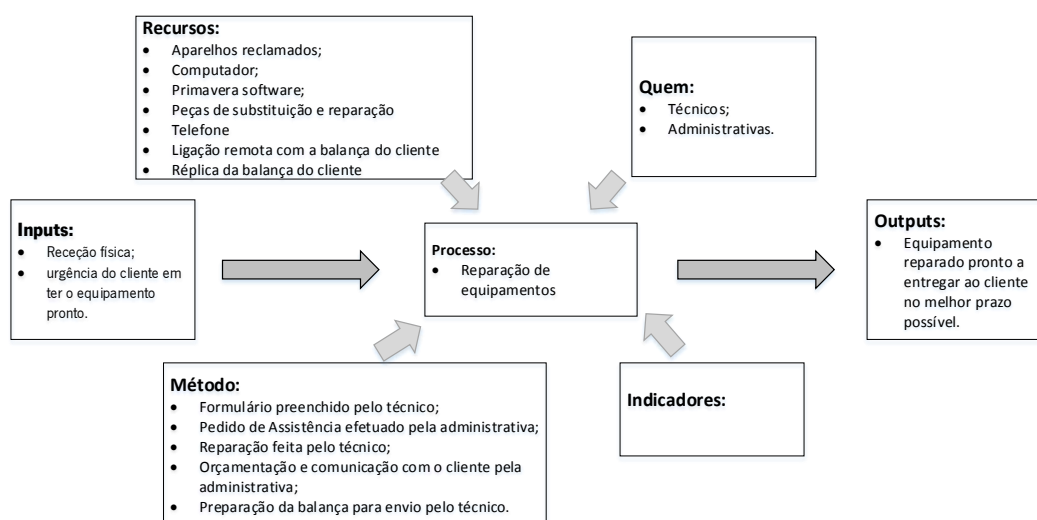 Recursos:
• Aparelhos reclamados;
• Computador;
• Primavera software;
• Peças de substituição e reparação
• Telefone
• Ligação remota com a balança do cliente
• Réplica da balança do cliente
Quem:
• Técnicos;
• Administrativas.
Inputs:
• Receção física;
• urgência do cliente em
ter o equipamento
pronto.
Processo:
• Reparação de
equipamentos
Outputs:
• Equipamento
reparado pronto a
entregar ao cliente
no melhor prazo
possível.
Método:
• Formulário preenchido pelo técnico;
• Pedido de Assistência efetuado pela administrativa;
• Reparação feita pelo técnico;
• Orçamentação e comunicação com o cliente pela
administrativa;
• Preparação da balança para envio pelo técnico.
Indicadores: